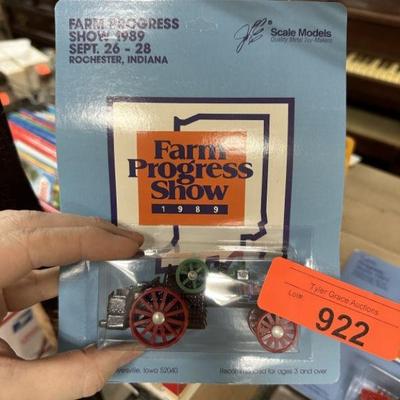 FARM PROGRESS
SHOW 1989
SEPT. 26 - 28
ROCHESTER, INDIANA
Scale Models
Quality Metal Toy-Makers
Farm
Progress
Show
1989
Tyler Grace Auctions
Lot#
922
Iowa 52040
Recommended for ages 3 and over